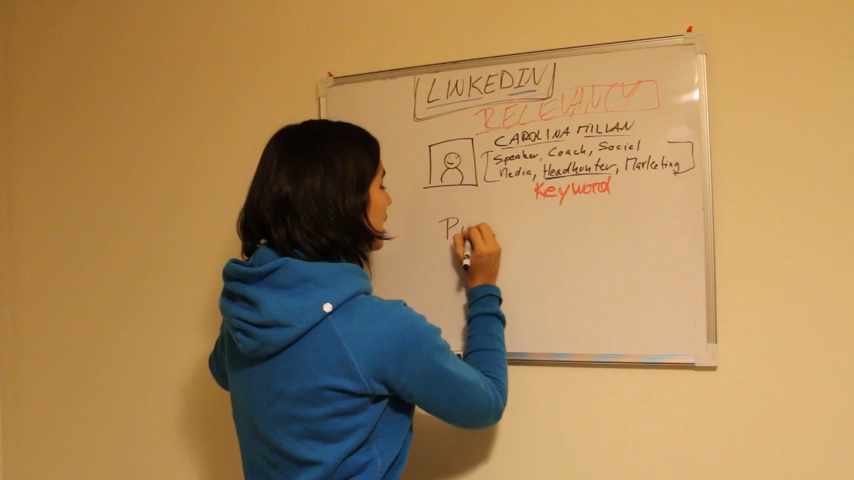 LINKEDIN
RELEVANCY
CAROLINA MILLAN
Speaker, Coach, Social
Media, Headhunter, Marketing
Keyword
P